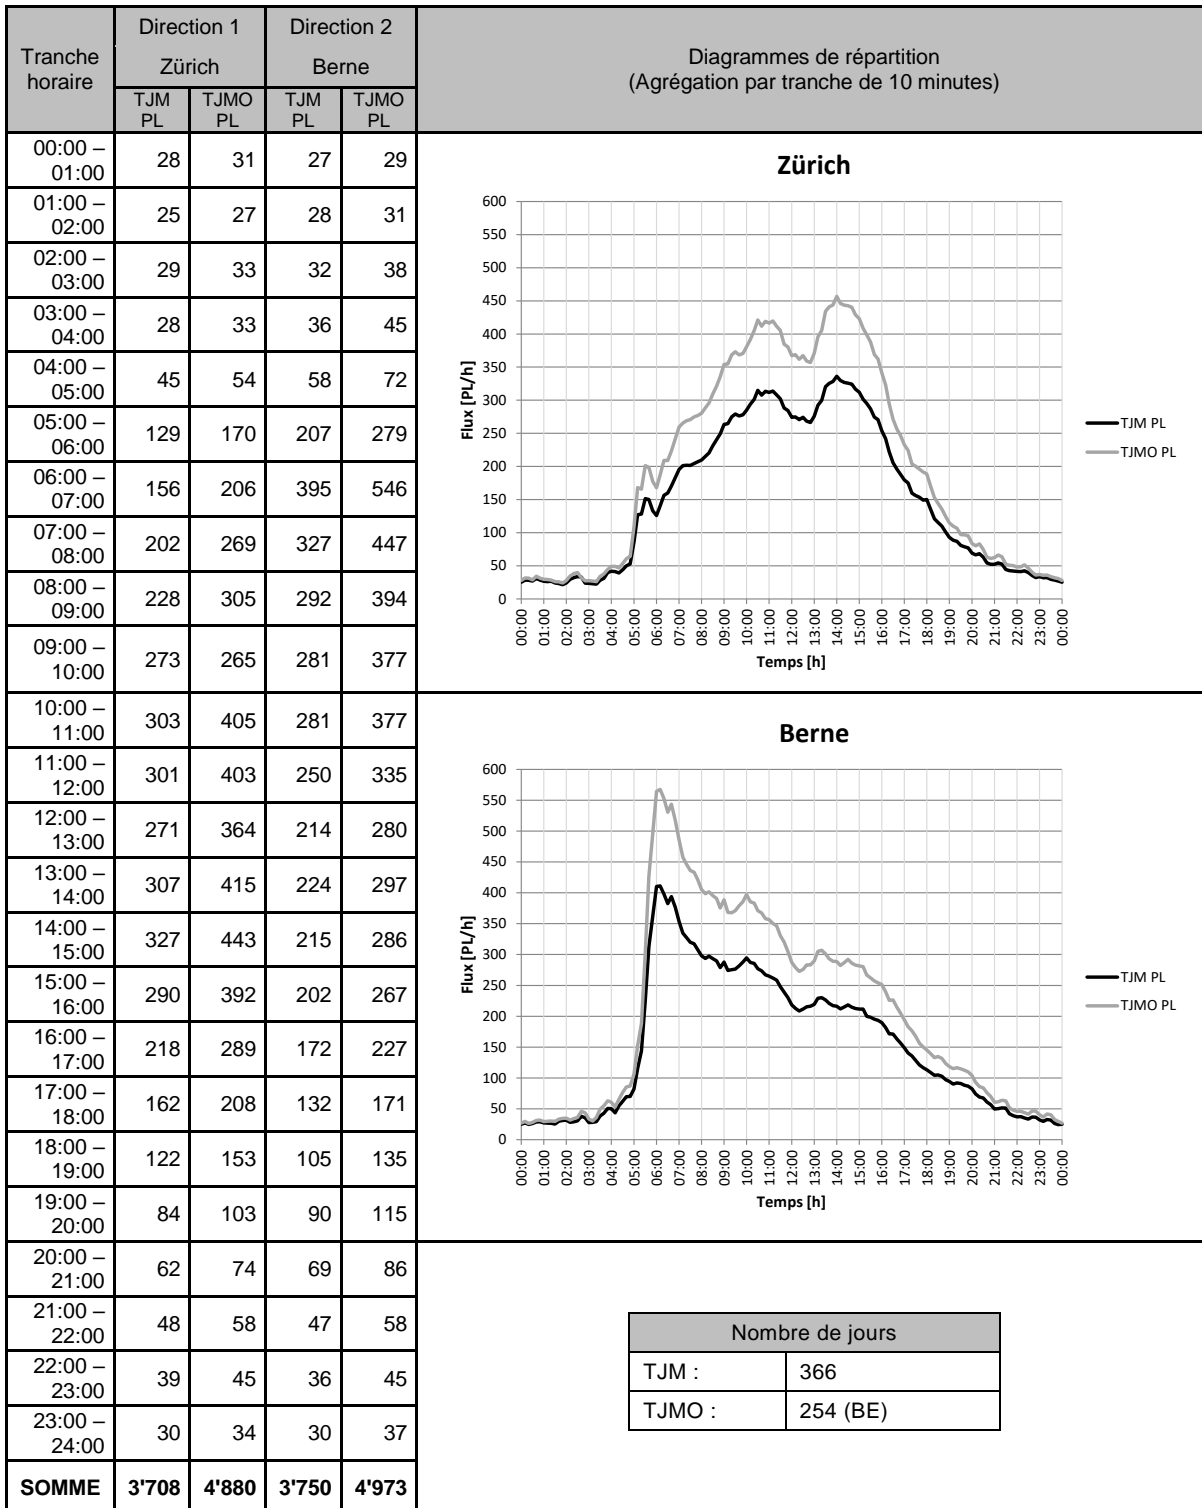 Tranche horaire | Direction 1 | Direction 2 | Diagrammes de répartition
Zürich | Berne | (Agrégation par tranche de 10 minutes)
TJM PL | TJMO PL | TJM PL | TJMO PL
00:00 – 01:00 | 28 | 31 | 27 | 29
01:00 – 02:00 | 25 | 27 | 28 | 31
02:00 – 03:00 | 29 | 33 | 32 | 38
03:00 – 04:00 | 28 | 33 | 36 | 45
04:00 – 05:00 | 45 | 54 | 58 | 72
05:00 – 06:00 | 129 | 170 | 207 | 279
06:00 – 07:00 | 156 | 206 | 395 | 546
07:00 – 08:00 | 202 | 269 | 327 | 447
08:00 – 09:00 | 228 | 305 | 292 | 394
09:00 – 10:00 | 273 | 265 | 281 | 377
10:00 – 11:00 | 303 | 405 | 281 | 377
11:00 – 12:00 | 301 | 403 | 250 | 335
12:00 – 13:00 | 271 | 364 | 214 | 280
13:00 – 14:00 | 307 | 415 | 224 | 297
14:00 – 15:00 | 327 | 443 | 215 | 286
15:00 – 16:00 | 290 | 392 | 202 | 267
16:00 – 17:00 | 218 | 289 | 172 | 227
17:00 – 18:00 | 162 | 208 | 132 | 171
18:00 – 19:00 | 122 | 153 | 105 | 135
19:00 – 20:00 | 84 | 103 | 90 | 115
20:00 – 21:00 | 62 | 74 | 69 | 86
21:00 – 22:00 | 48 | 58 | 47 | 58
22:00 – 23:00 | 39 | 45 | 36 | 45
23:00 – 24:00 | 30 | 34 | 30 | 37
SOMME | 3'708 | 4'880 | 3'750 | 4'973
Zürich
Flux [PL/h]
600
550
500
450
400
350
300
250
200
150
100
50
0
00:00 01:00 02:00 03:00 04:00 05:00 06:00 07:00 08:00 09:00 10:00 11:00 12:00 13:00 14:00 15:00 16:00 17:00 18:00 19:00 20:00 21:00 22:00 23:00 00:00
Temps [h]
TJM PL
TJMO PL
Berne
Flux [PL/h]
600
550
500
450
400
350
300
250
200
150
100
50
0
00:00 01:00 02:00 03:00 04:00 05:00 06:00 07:00 08:00 09:00 10:00 11:00 12:00 13:00 14:00 15:00 16:00 17:00 18:00 19:00 20:00 21:00 22:00 23:00 00:00
Temps [h]
TJM PL
TJMO PL
Nombre de jours
TJM : | 366
TJMO : | 254 (BE)